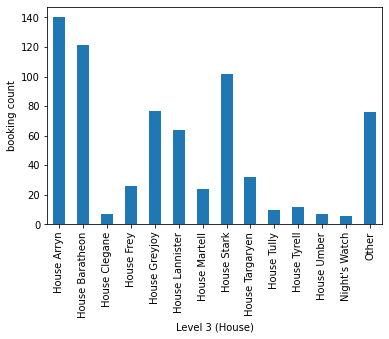 140
120
100
80
60
40
20
0
booking count
House Arryn
House Baratheon
House Clegane
House Frey
House Greyjoy
House Lannister
House Martell
House Stark
House Targaryen
House Tully
House Tyrell
House Umber
Night's Watch
Other
Level 3 (House)